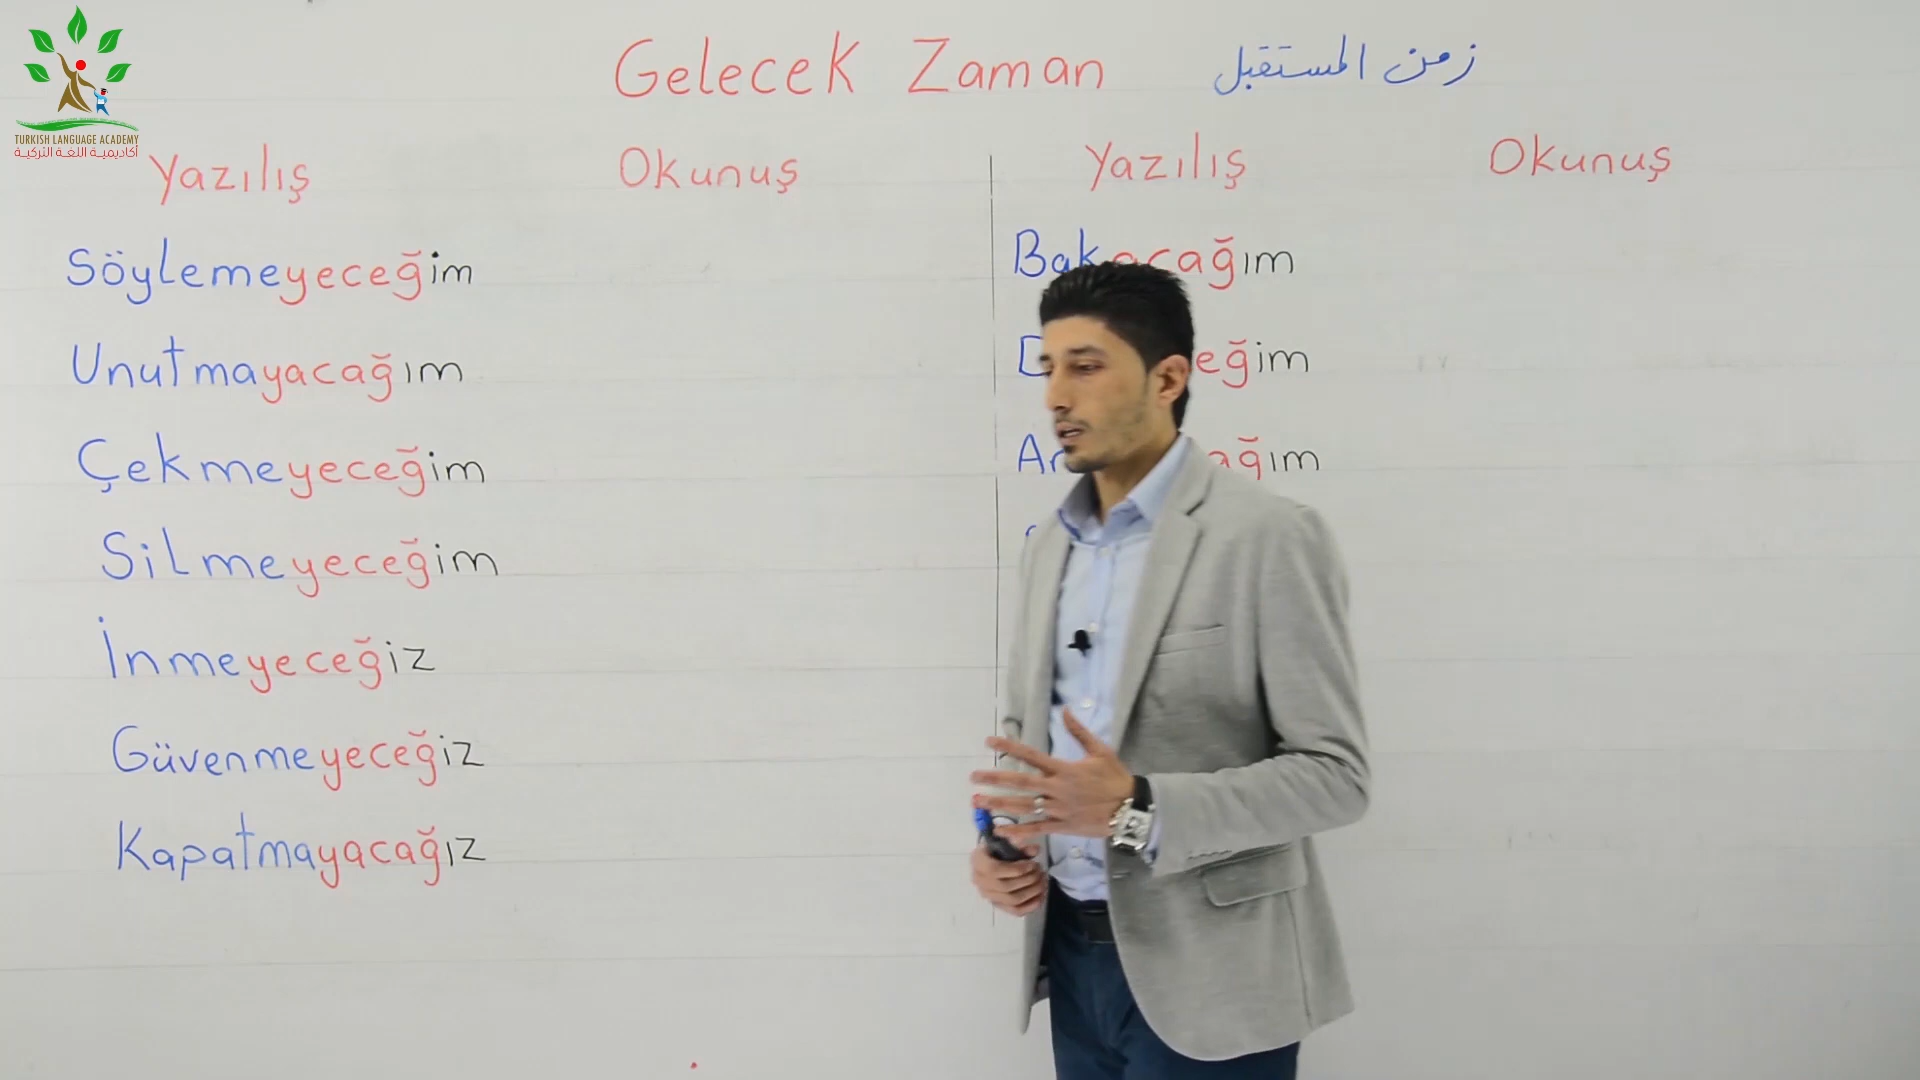 TURKISH LANGUAGE ACADEMY
أكاديمية اللغة التركية
Gelecek Zaman زمن المستقبل
Yazılış Okunuş
Söylemeyeceğim
Unutmayacağım
Çekmeyeceğim
Silmeyeceğim
İnmeyeceğiz
Güvenmeyeceğiz
Kapatmayacağız
Yazılış Okunuş
Bakacağım